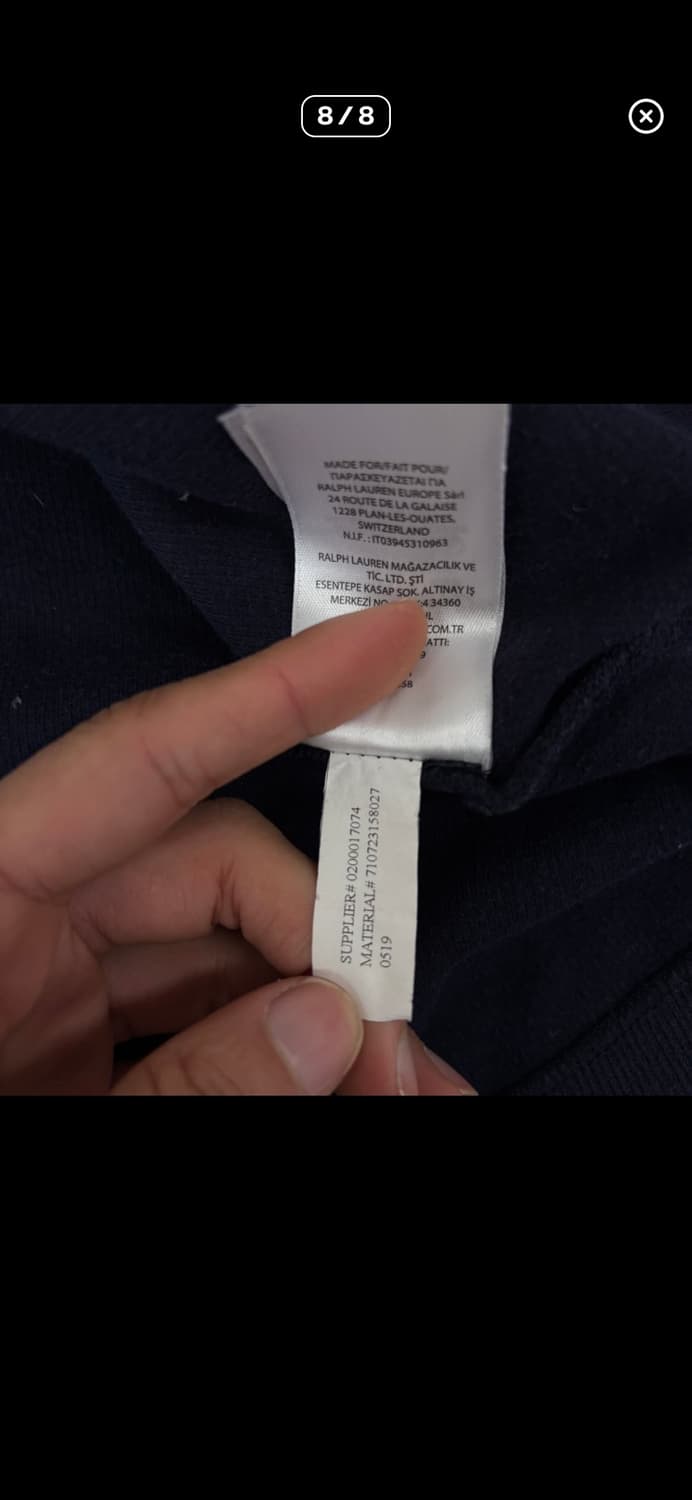 8/8
MADE FOR/FAIT POUR/
ΠΑΡΑΣΚΕΥΑΖΕΤΑΙ ΓΙΑ
RALPH LAUREN EUROPE Sàrl
24 ROUTE DE LA GALAISE
1228 PLAN-LES-OUATES,
SWITZERLAND
N.I.F.:IT03945310963
RALPH LAUREN MAĞAZACILIK VE
TİC. LTD. ŞTİ
ESENTEPE KASAP SOK. ALTINAY İŞ
MERKEZİ 34360
COM.TR
SUPPLIER# 0200017074
MATERIAL# 710723158027
0519